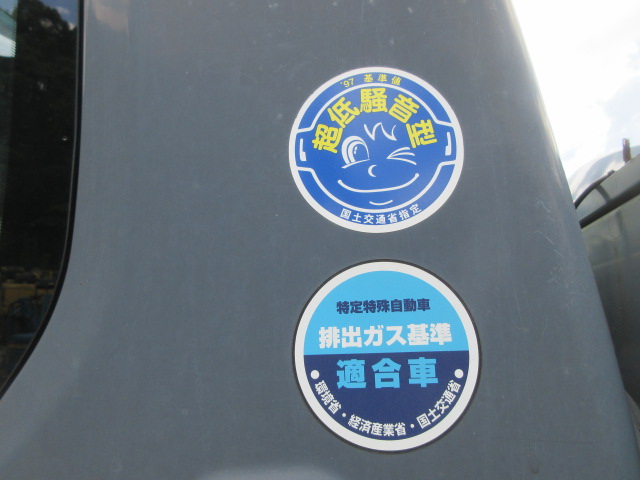 '97 基準値
超低騒音型
国土交通省指定
特定特殊自動車
排出ガス基準
適合車
●環境省・経済産業省・国土交通省●